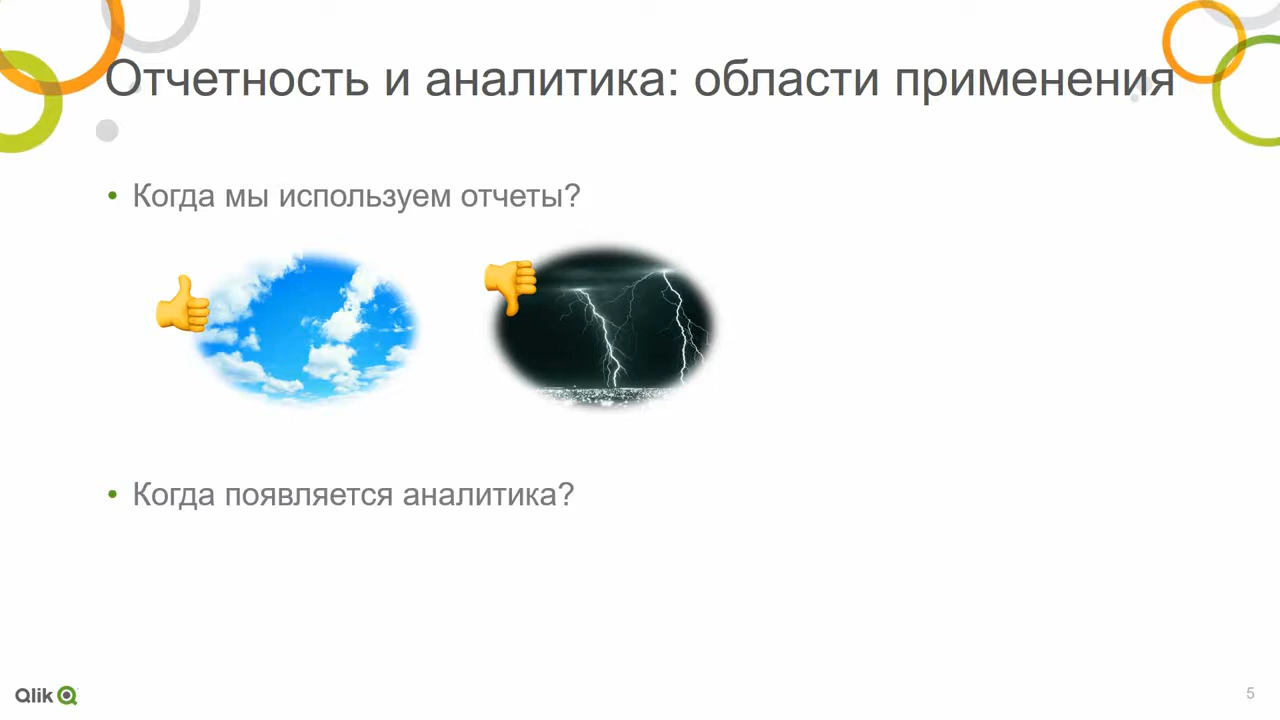 Отчетность и аналитика: области применения
• Когда мы используем отчеты?
• Когда появляется аналитика?
Qlik
5